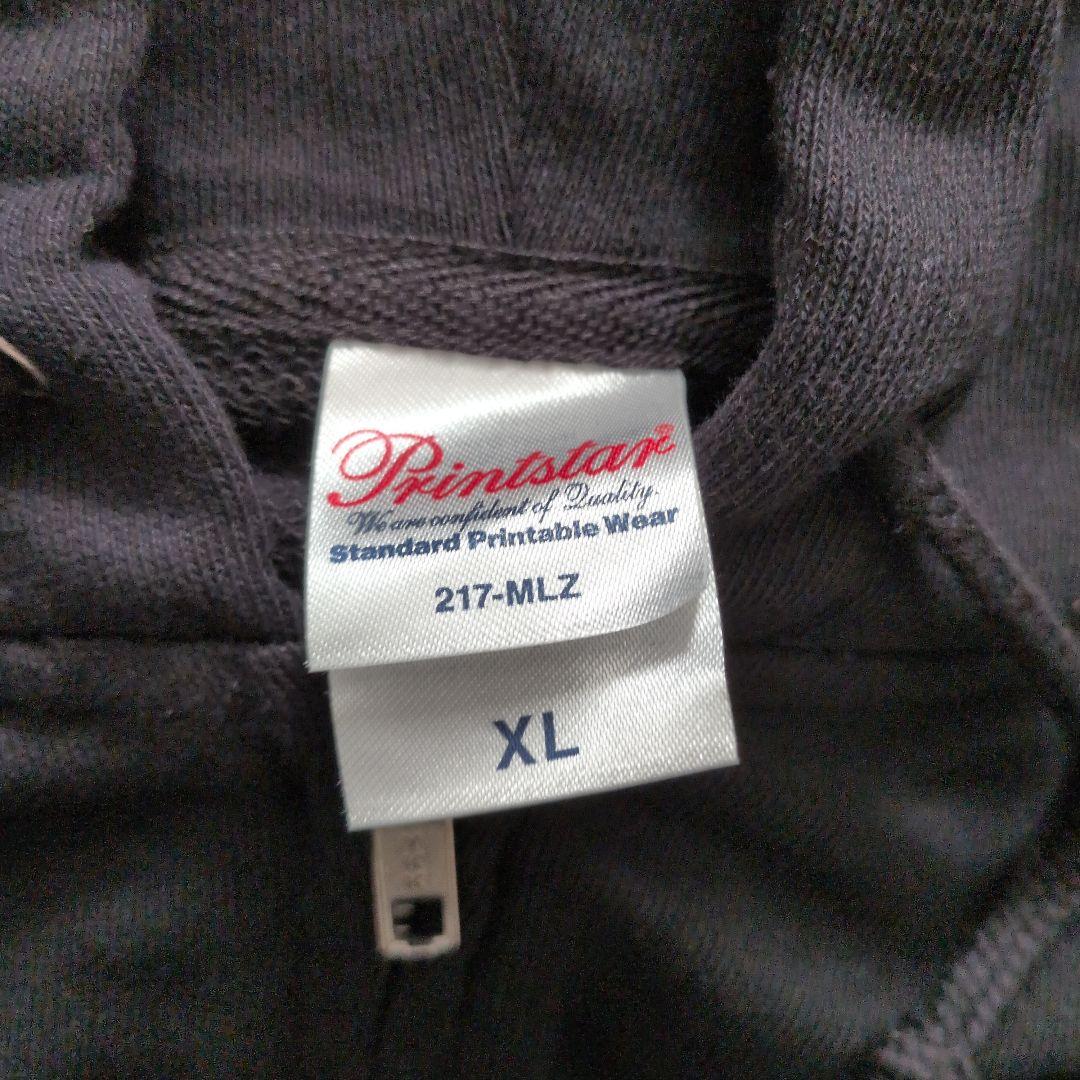 Printstar®
We are confident of Quality.
Standard Printable Wear
217-MLZ
XL